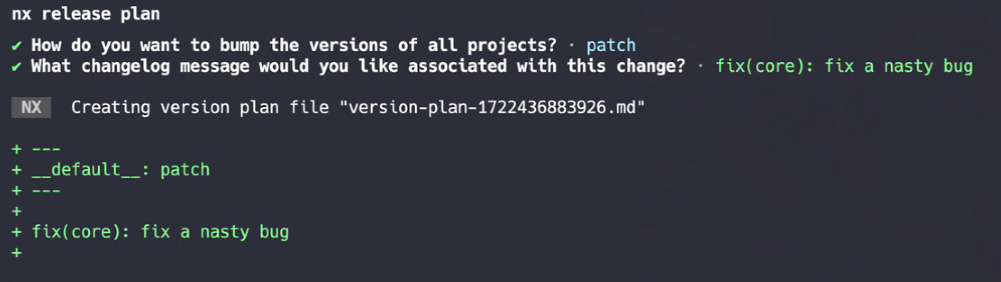 nx release plan
✔ How do you want to bump the versions of all projects? · patch
✔ What changelog message would you like associated with this change? · fix(core): fix a nasty bug
NX Creating version plan file "version-plan-1722436883926.md"
+ ---
+ __default__: patch
+ ---
+
+ fix(core): fix a nasty bug
+